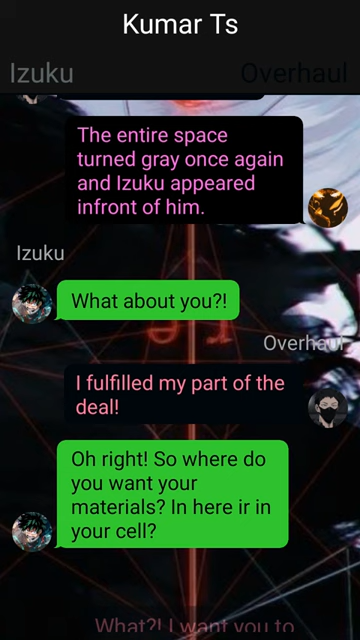 Kumar Ts
Izuku
Overhaul
The entire space
turned gray once again
and Izuku appeared
infront of him.
Izuku
What about you?!
Overhaul
I fulfilled my part of the
deal!
Oh right! So where do
you want your
materials? In here ir in
your cell?
What?! I want you to